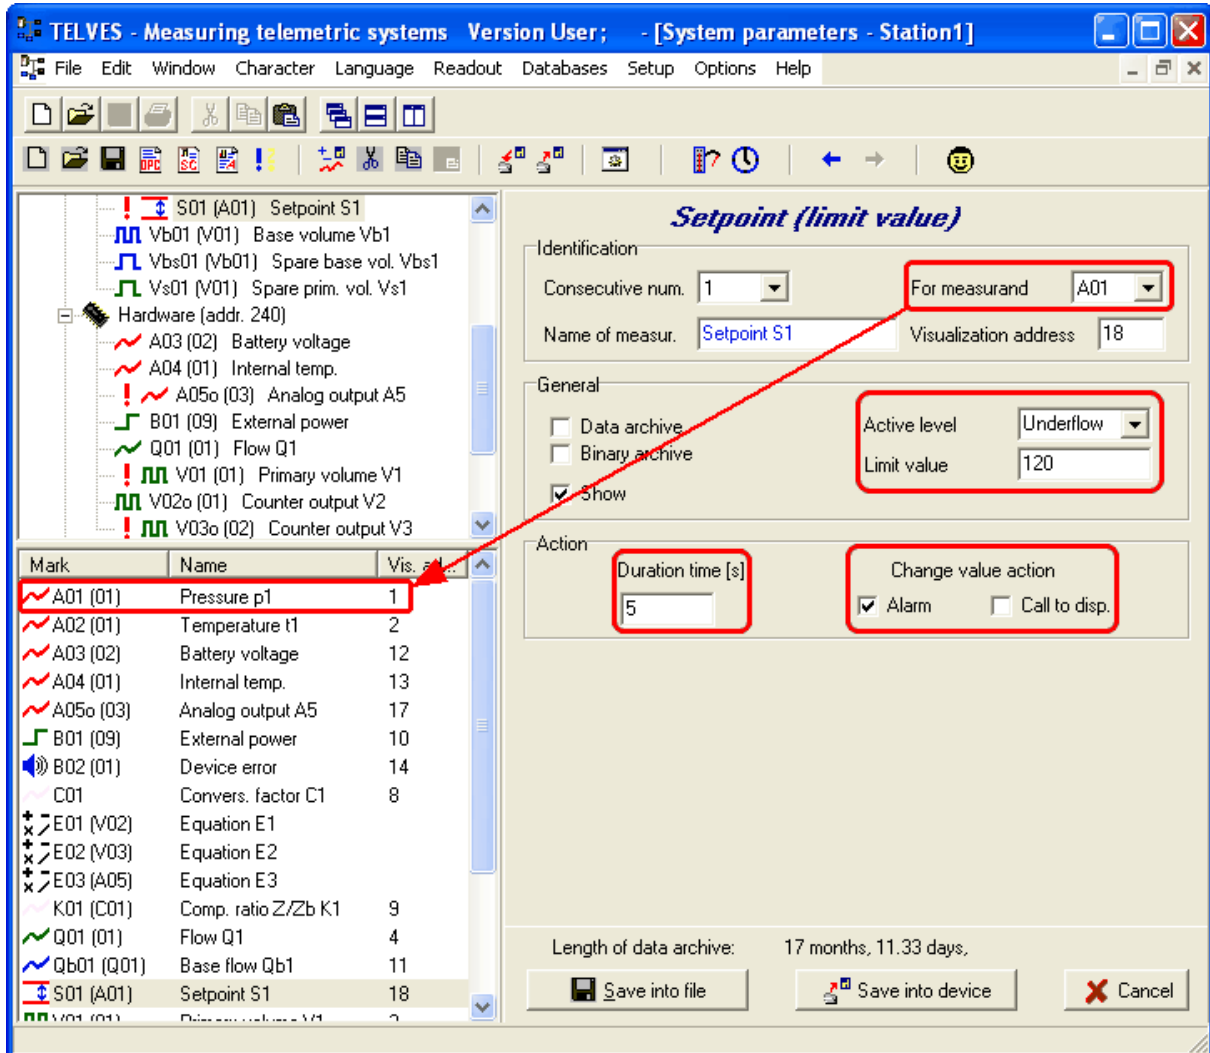 TELVES - Measuring telemetric systems   Version User;     - [System parameters - Station1]
File Edit Window Character Language Readout Databases Setup Options Help
S01 (A01)   Setpoint S1
Vb01 (V01)   Base volume Vb1
Vbs01 (Vb01)   Spare base vol. Vbs1
Vs01 (V01)   Spare prim. vol. Vs1
Hardware (addr. 240)
A03 (02)   Battery voltage
A04 (01)   Internal temp.
A05o (03)   Analog output A5
B01 (09)   External power
Q01 (01)   Flow Q1
V01 (01)   Primary volume V1
V02o (01)   Counter output V2
V03o (02)   Counter output V3
Mark Name Vis. ad...
A01 (01) Pressure p1 1
A02 (01) Temperature t1 2
A03 (02) Battery voltage 12
A04 (01) Internal temp. 13
A05o (03) Analog output A5 17
B01 (09) External power 10
B02 (01) Device error 14
C01 Convers. factor C1 8
E01 (V02) Equation E1
E02 (V03) Equation E2
E03 (A05) Equation E3
K01 (C01) Comp. ratio Z/Zb K1 9
Q01 (01) Flow Q1 4
Qb01 (Q01) Base flow Qb1 11
S01 (A01) Setpoint S1 18
V01 (01) Primary volume V1
Setpoint (limit value)
Identification
Consecutive num. 1 For measurand A01
Name of measur. Setpoint S1 Visualization address 18
General
Data archive Active level Underflow
Binary archive Limit value 120
Show
Action
Duration time [s] Change value action
5 Alarm Call to disp.
Length of data archive: 17 months, 11.33 days,
Save into file Save into device Cancel